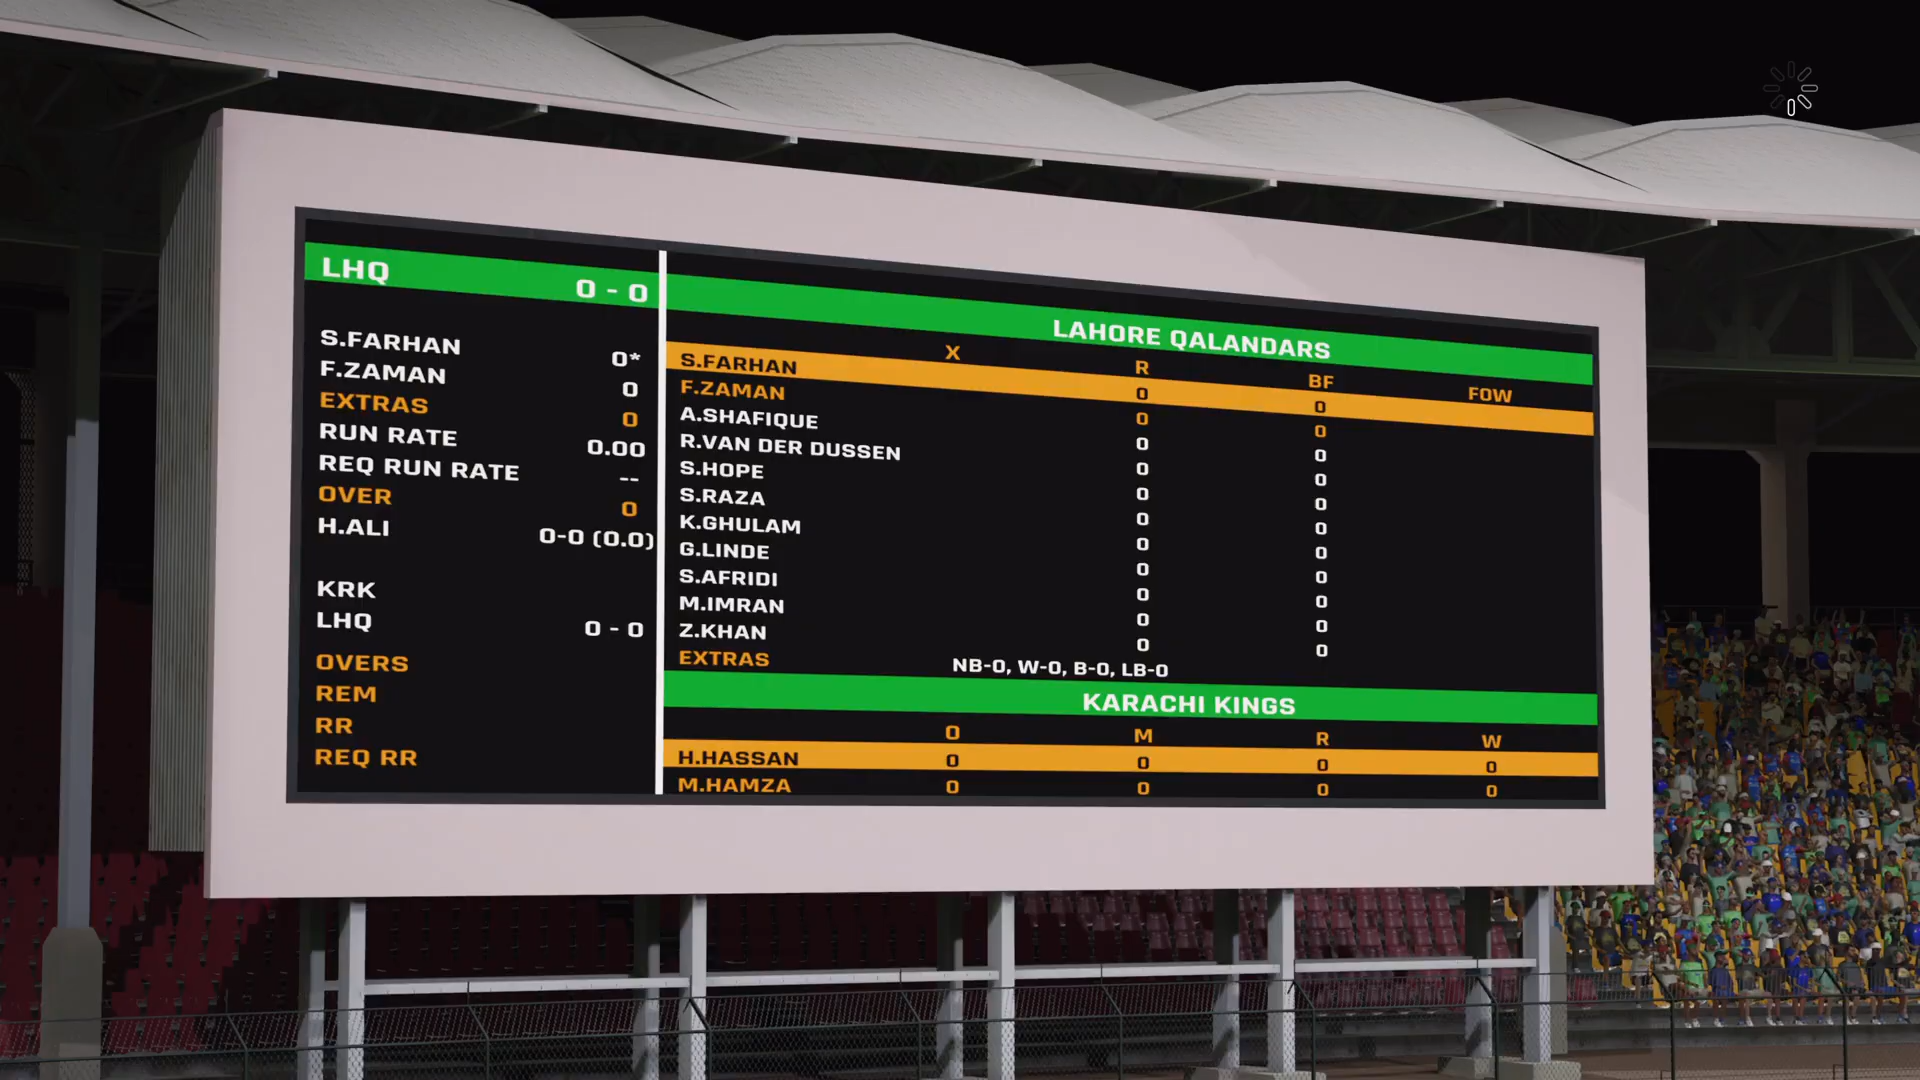 LHQ 0 - 0
S.FARHAN 0*
F.ZAMAN 0
EXTRAS 0
RUN RATE 0.00
REQ RUN RATE --
OVER 0
H.ALI 0-0 (0.0)
KRK
LHQ 0 - 0
OVERS
REM
RR
REQ RR
LAHORE QALANDARS
X R BF FOW
S.FARHAN 0 0
F.ZAMAN 0 0
A.SHAFIQUE 0 0
R.VAN DER DUSSEN 0 0
S.HOPE 0 0
S.RAZA 0 0
K.GHULAM 0 0
G.LINDE 0 0
S.AFRIDI 0 0
M.IMRAN 0 0
Z.KHAN 0 0
EXTRAS NB-0, W-0, B-0, LB-0
KARACHI KINGS
O M R W
H.HASSAN 0 0 0 0
M.HAMZA 0 0 0 0